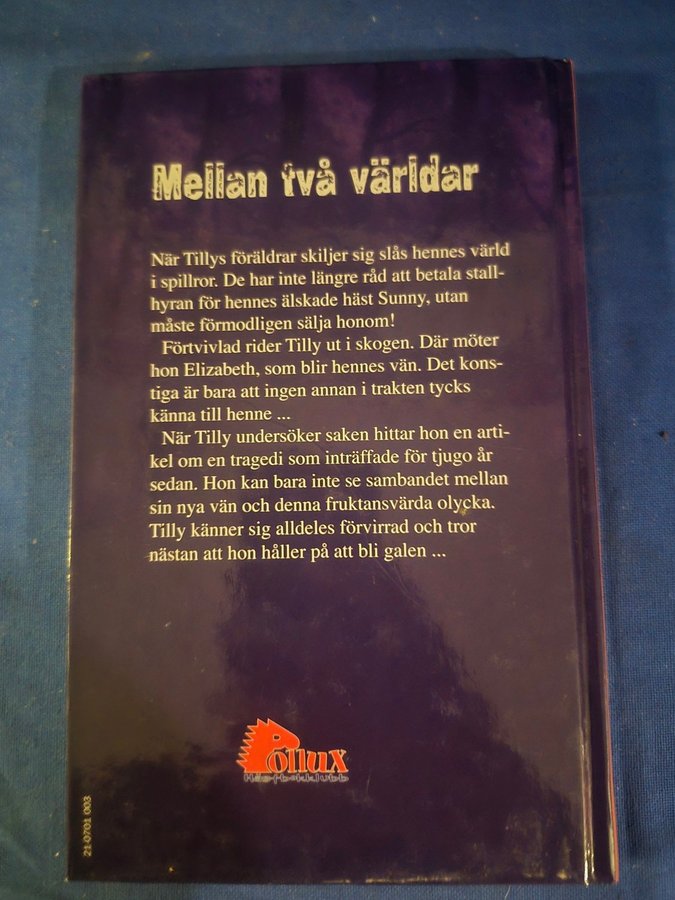 Mellan två världar
När Tillys föräldrar skiljer sig slås hennes värld
i spillror. De har inte längre råd att betala stall-
hyran för hennes älskade häst Sunny, utan
måste förmodligen sälja honom!
Förtvivlad rider Tilly ut i skogen. Där möter
hon Elizabeth, som blir hennes vän. Det kons-
tiga är bara att ingen annan i trakten tycks
känna till henne ...
När Tilly undersöker saken hittar hon en arti-
kel om en tragedi som inträffade för tjugo år
sedan. Hon kan bara inte se sambandet mellan
sin nya vän och denna fruktansvärda olycka.
Tilly känner sig alldeles förvirrad och tror
nästan att hon håller på att bli galen ...
Pollux
Hästbokklubb
21-0701 003